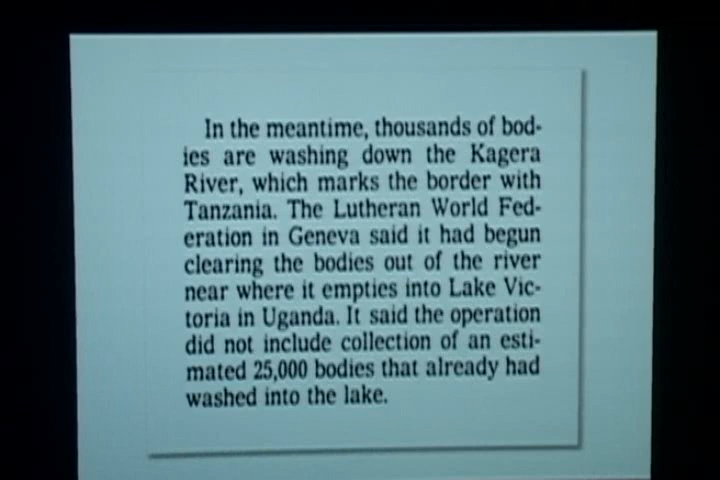 In the meantime, thousands of bod-
ies are washing down the Kagera
River, which marks the border with
Tanzania. The Lutheran World Fed-
eration in Geneva said it had begun
clearing the bodies out of the river
near where it empties into Lake Vic-
toria in Uganda. It said the operation
did not include collection of an esti-
mated 25,000 bodies that already had
washed into the lake.